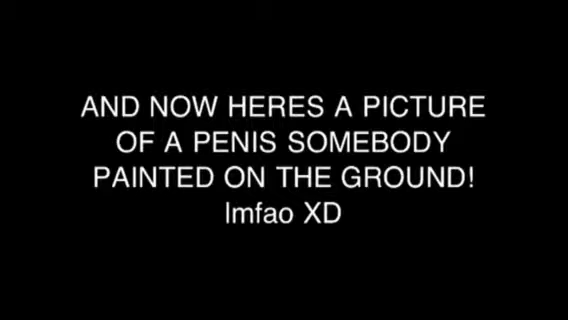 AND NOW HERES A PICTURE
OF A PENIS SOMEBODY
PAINTED ON THE GROUND!
lmfao XD